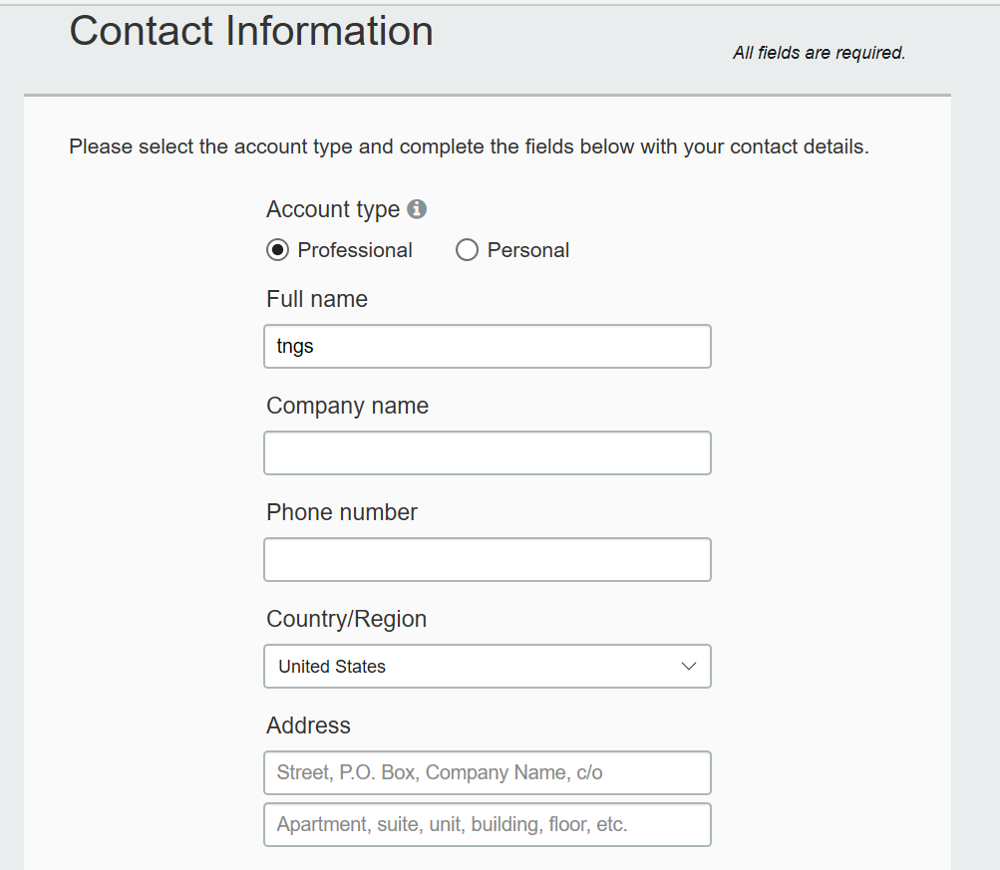 Contact Information
All fields are required.
Please select the account type and complete the fields below with your contact details.
Account type
Professional Personal
Full name
tngs
Company name
Phone number
Country/Region
United States
Address
Street, P.O. Box, Company Name, c/o
Apartment, suite, unit, building, floor, etc.